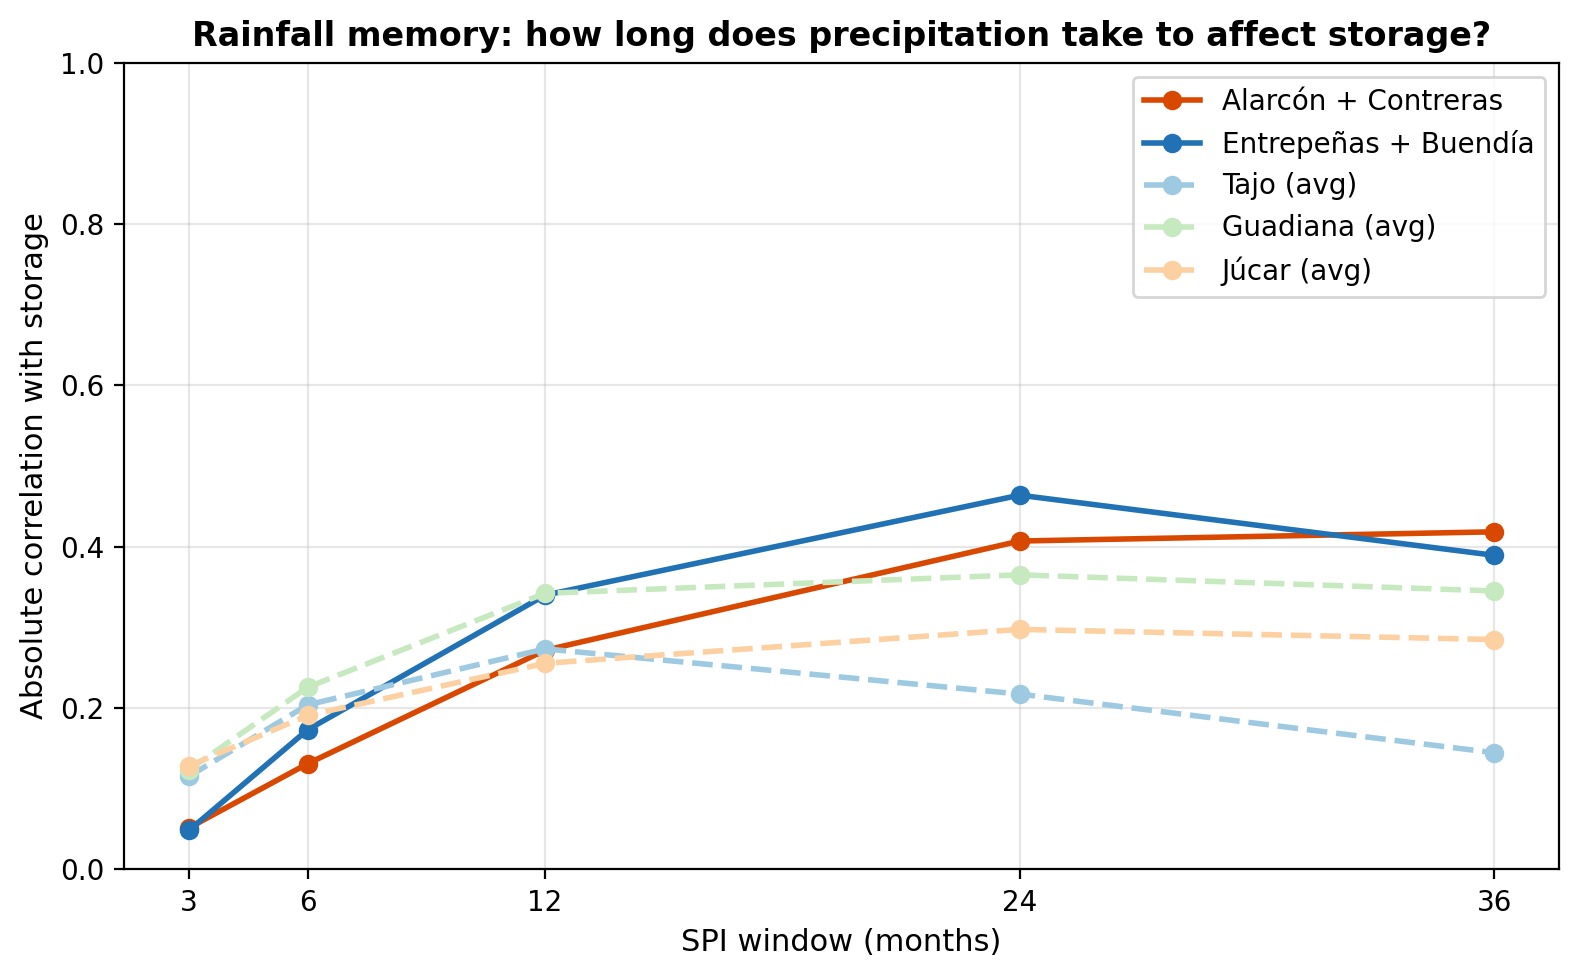 Rainfall memory: how long does precipitation take to affect storage?
Absolute correlation with storage
1.0
0.8
0.6
0.4
0.2
0.0
Alarcón + Contreras
Entrepeñas + Buendía
Tajo (avg)
Guadiana (avg)
Júcar (avg)
3 6 12 24 36
SPI window (months)